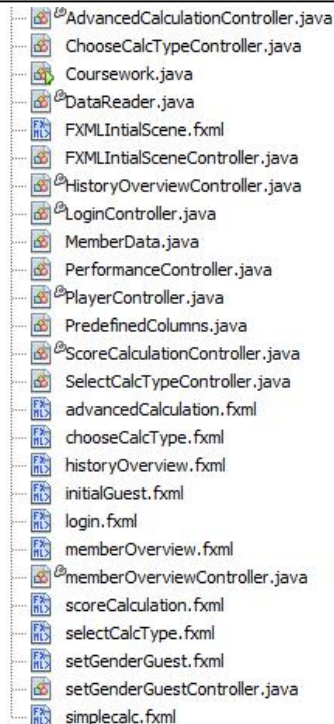 AdvancedCalculationController.java
ChooseCalcTypeController.java
Coursework.java
DataReader.java
FXMLIntialScene.fxml
FXMLIntialSceneController.java
HistoryOverviewController.java
LoginController.java
MemberData.java
PerformanceController.java
PlayerController.java
PredefinedColumns.java
ScoreCalculationController.java
SelectCalcTypeController.java
advancedCalculation.fxml
chooseCalcType.fxml
historyOverview.fxml
initialGuest.fxml
login.fxml
memberOverview.fxml
memberOverviewController.java
scoreCalculation.fxml
selectCalcType.fxml
setGenderGuest.fxml
setGenderGuestController.java
simplecalc.fxml